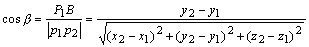 cos β = P₁B / |p₁p₂| = y₂ − y₁ / √((x₂ − x₁)² + (y₂ − y₁)² + (z₂ − z₁)²)